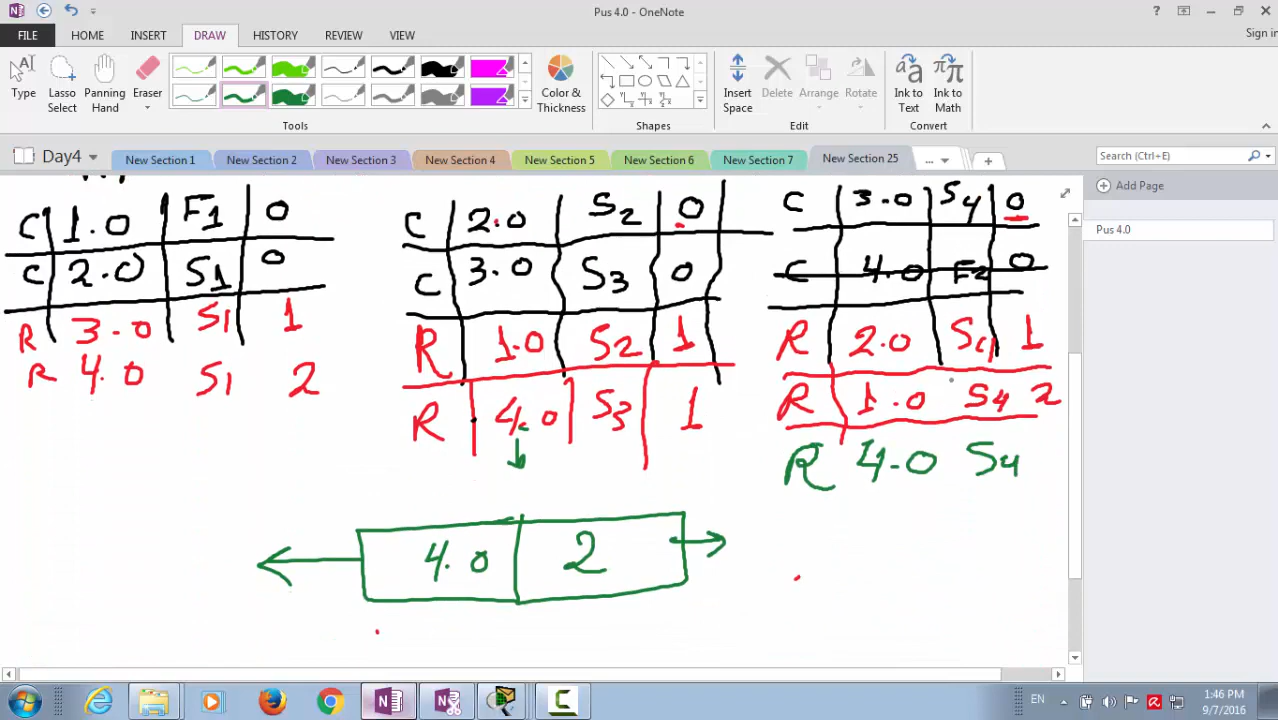 Pus 4.0 - OneNote
Sign in
FILE HOME INSERT DRAW HISTORY REVIEW VIEW
Type
Lasso Select
Panning Hand
Eraser
Color & Thickness
Insert Space
Delete
Arrange
Rotate
Ink to Text
Ink to Math
Tools
Shapes
Edit
Convert
Day4
New Section 1
New Section 2
New Section 3
New Section 4
New Section 5
New Section 6
New Section 7
New Section 25
...
Search (Ctrl+E)
Add Page
Pus 4.0
C 1.0 F1 0
C 2.0 S1 0
R 3.0 S1 1
R 4.0 S1 2
C 2.0 S2 0
C 3.0 S3 0
R 1.0 S2 1
R 4.0 S3 1
C 3.0 S4 0
C 4.0 F2 0
R 2.0 S4 1
R 1.0 S4 2
R 4.0 S4
4.0 2
EN
1:46 PM
9/7/2016